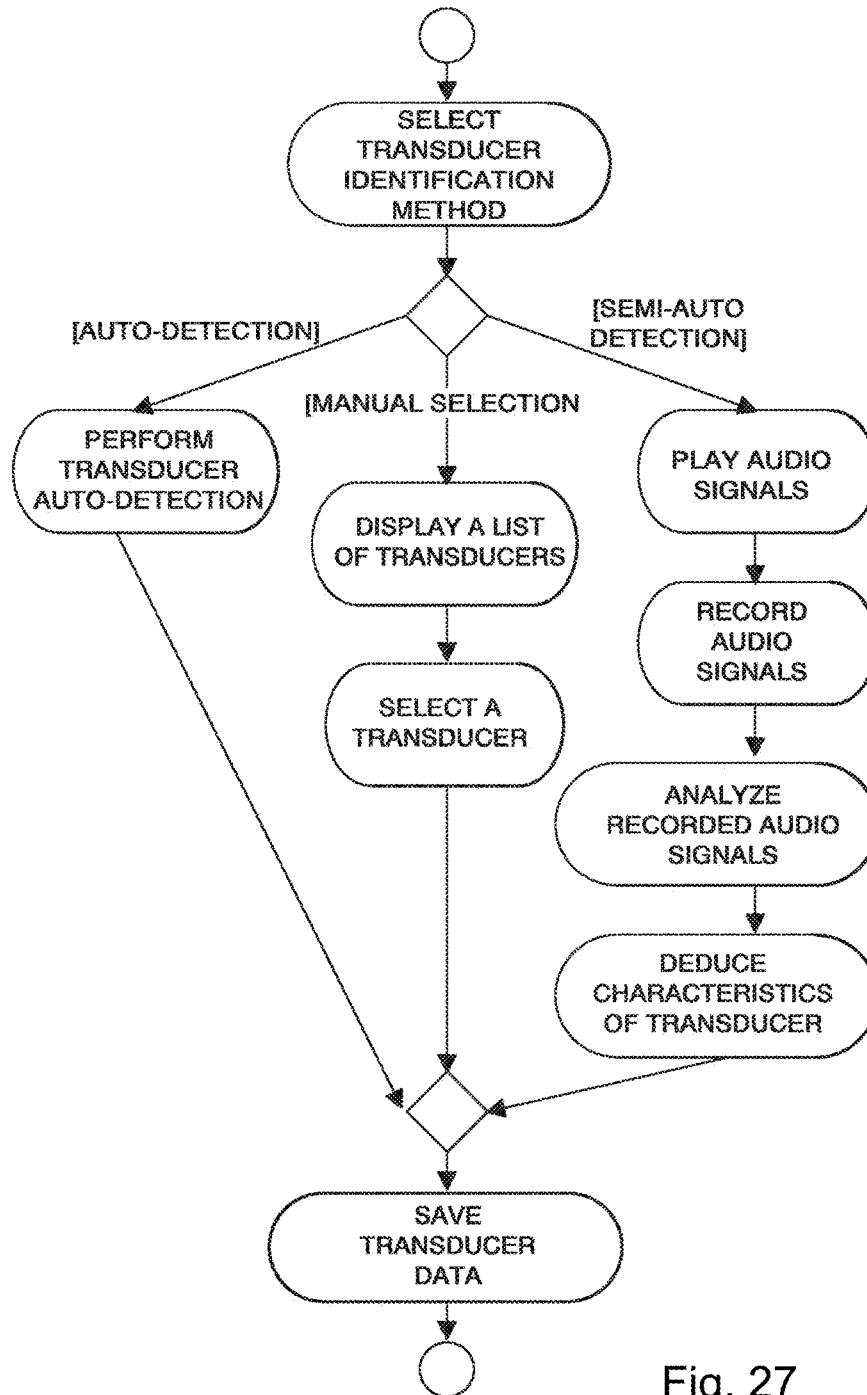 SELECT
TRANSDUCER
IDENTIFICATION
METHOD
[AUTO-DETECTION]
[SEMI-AUTO
DETECTION]
[MANUAL SELECTION
PERFORM
TRANSDUCER
AUTO-DETECTION
DISPLAY A LIST
OF TRANSDUCERS
SELECT A
TRANSDUCER
PLAY AUDIO
SIGNALS
RECORD
AUDIO
SIGNALS
ANALYZE
RECORDED AUDIO
SIGNALS
DEDUCE
CHARACTERISTICS
OF TRANSDUCER
SAVE
TRANSDUCER
DATA
Fig. 27